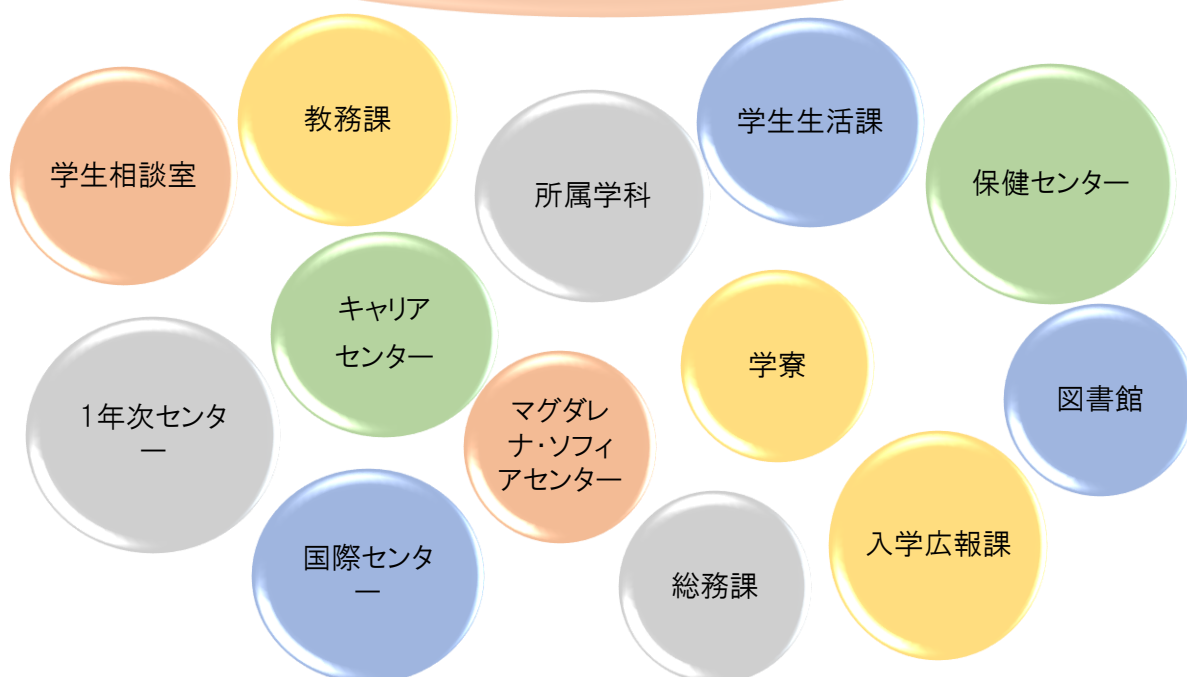 教務課
学生生活課
学生相談室
所属学科
保健センター
キャリア
センター
学寮
図書館
1年次センタ
ー
マグダレ
ナ・ソフィ
アセンター
国際センタ
ー
総務課
入学広報課